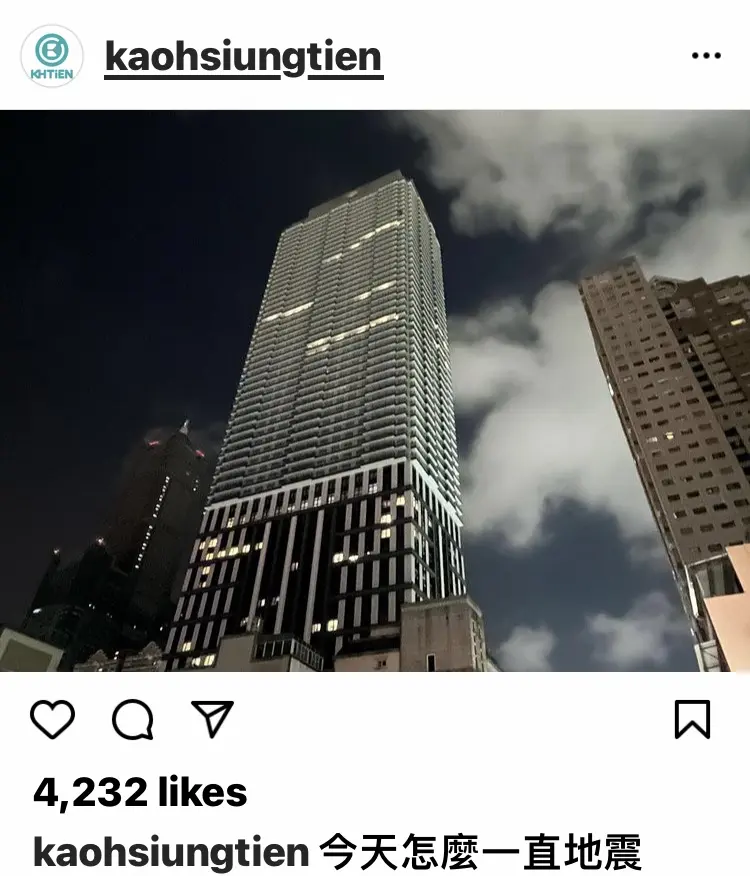 KHTiEN
kaohsiungtien
4,232 likes
kaohsiungtien 今天怎麼一直地震